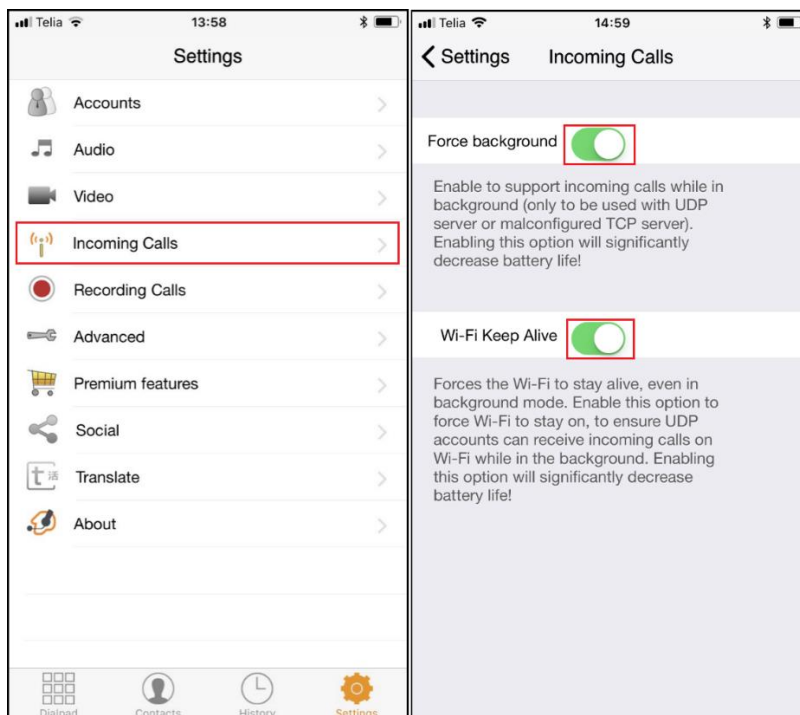 Telia 13:58
Settings
Accounts
Audio
Video
Incoming Calls
Recording Calls
Advanced
Premium features
Social
t活 Translate
About
Dialpad Contacts History Settings
Telia 14:59
Settings Incoming Calls
Force background
Enable to support incoming calls while in
background (only to be used with UDP
server or malconfigured TCP server).
Enabling this option will significantly
decrease battery life!
Wi-Fi Keep Alive
Forces the Wi-Fi to stay alive, even in
background mode. Enable this option to
force Wi-Fi to stay on, to ensure UDP
accounts can receive incoming calls on
Wi-Fi while in the background. Enabling
this option will significantly decrease
battery life!